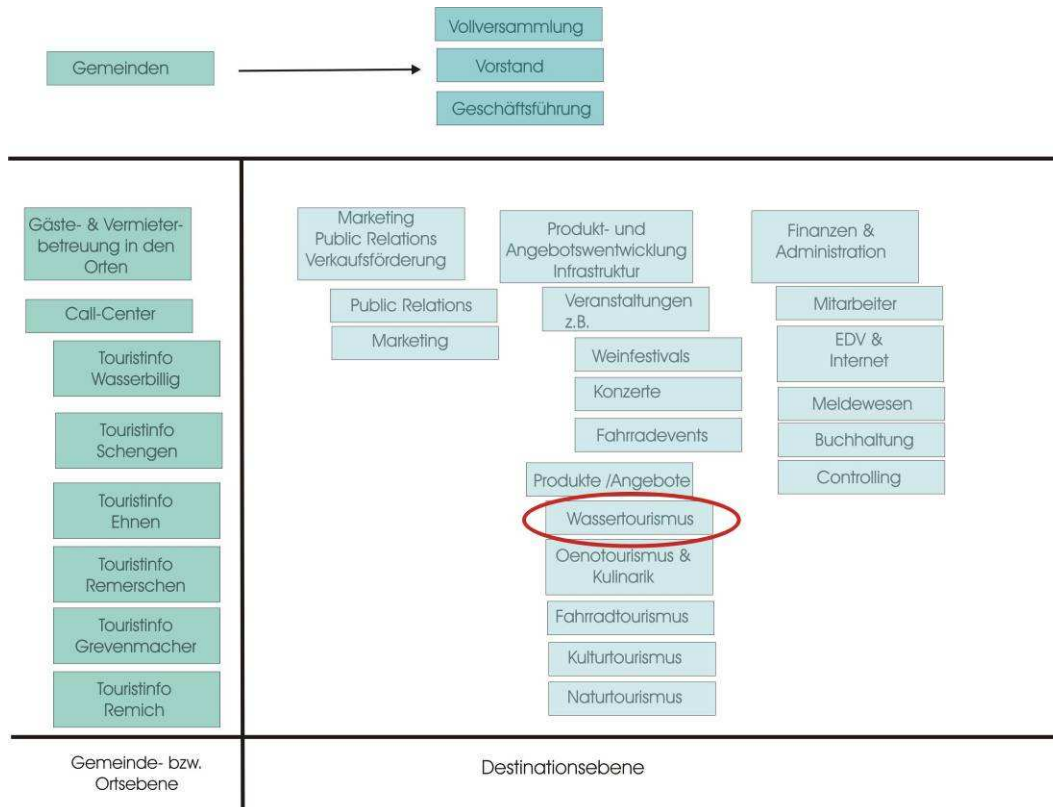 Gemeinden
Vollversammlung
Vorstand
Geschäftsführung
Gäste- & Vermieter-
betreuung in den
Orten
Call-Center
Touristinfo
Wasserbillig
Touristinfo
Schengen
Touristinfo
Ehnen
Touristinfo
Remerschen
Touristinfo
Grevenmacher
Touristinfo
Remich
Marketing
Public Relations
Verkaufsförderung
Public Relations
Marketing
Produkt- und
Angebotswentwicklung
Infrastruktur
Veranstaltungen
z.B.
Weinfestivals
Konzerte
Fahrradevents
Produkte /Angebote
Wassertourismus
Oenotourismus &
Kulinarik
Fahrradtourismus
Kulturtourismus
Naturtourismus
Finanzen &
Administration
Mitarbeiter
EDV &
Internet
Meldewesen
Buchhaltung
Controlling
Gemeinde- bzw.
Ortsebene
Destinationsebene